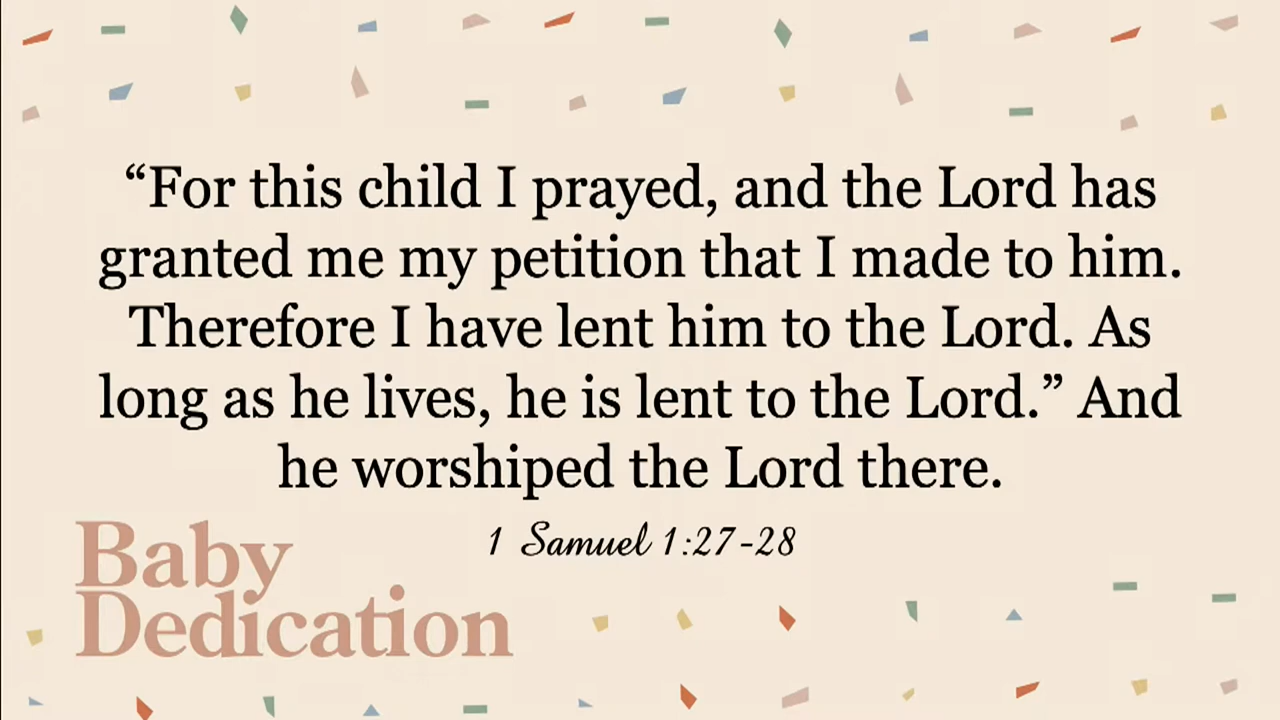 “For this child I prayed, and the Lord has
granted me my petition that I made to him.
Therefore I have lent him to the Lord. As
long as he lives, he is lent to the Lord.” And
he worshiped the Lord there.
1 Samuel 1:27-28
Baby
Dedication